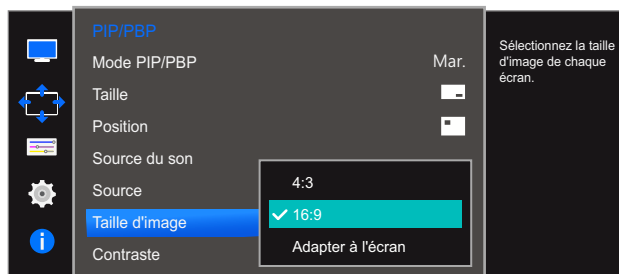 PIP/PBP
Mode PIP/PBP Mar.
Taille
Position
Source du son
Source
Taille d'image
Contraste
4:3
16:9
Adapter à l'écran
Sélectionnez la taille
d'image de chaque
écran.